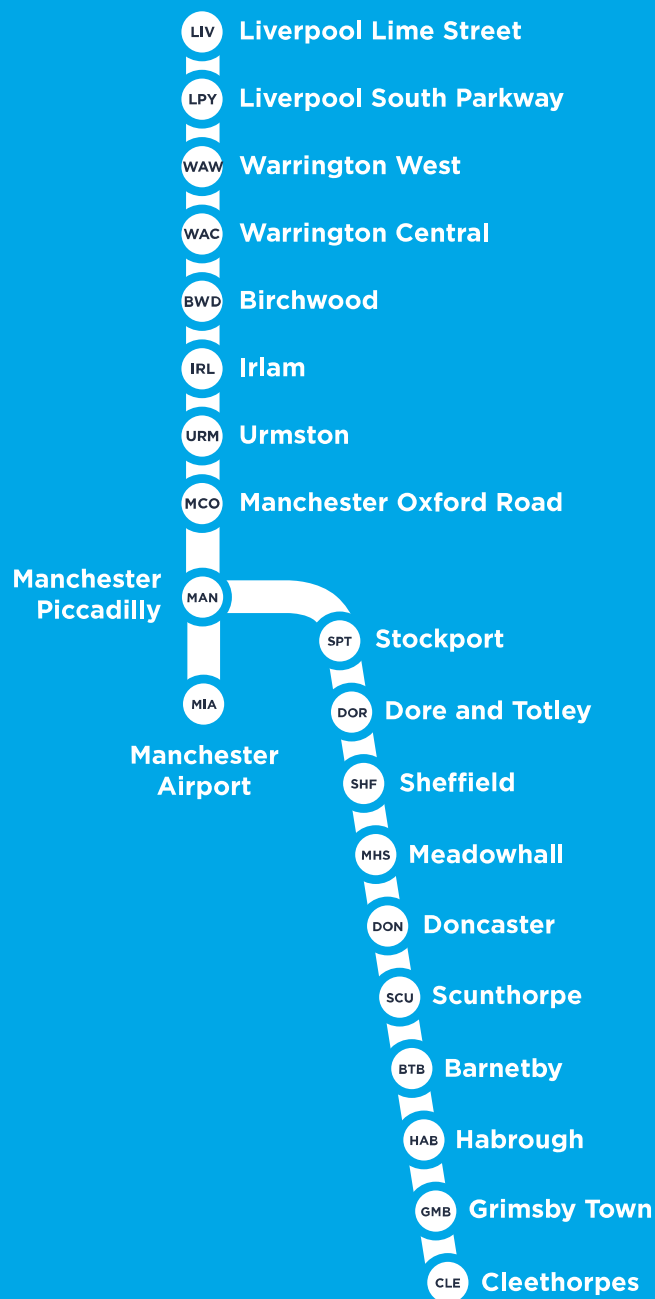 LIV Liverpool Lime Street
LPY Liverpool South Parkway
WAW Warrington West
WAC Warrington Central
BWD Birchwood
IRL Irlam
URM Urmston
MCO Manchester Oxford Road
Manchester
Piccadilly
MAN
SPT Stockport
MIA
Manchester
Airport
DOR Dore and Totley
SHF Sheffield
MHS Meadowhall
DON Doncaster
SCU Scunthorpe
BTB Barnetby
HAB Habrough
GMB Grimsby Town
CLE Cleethorpes